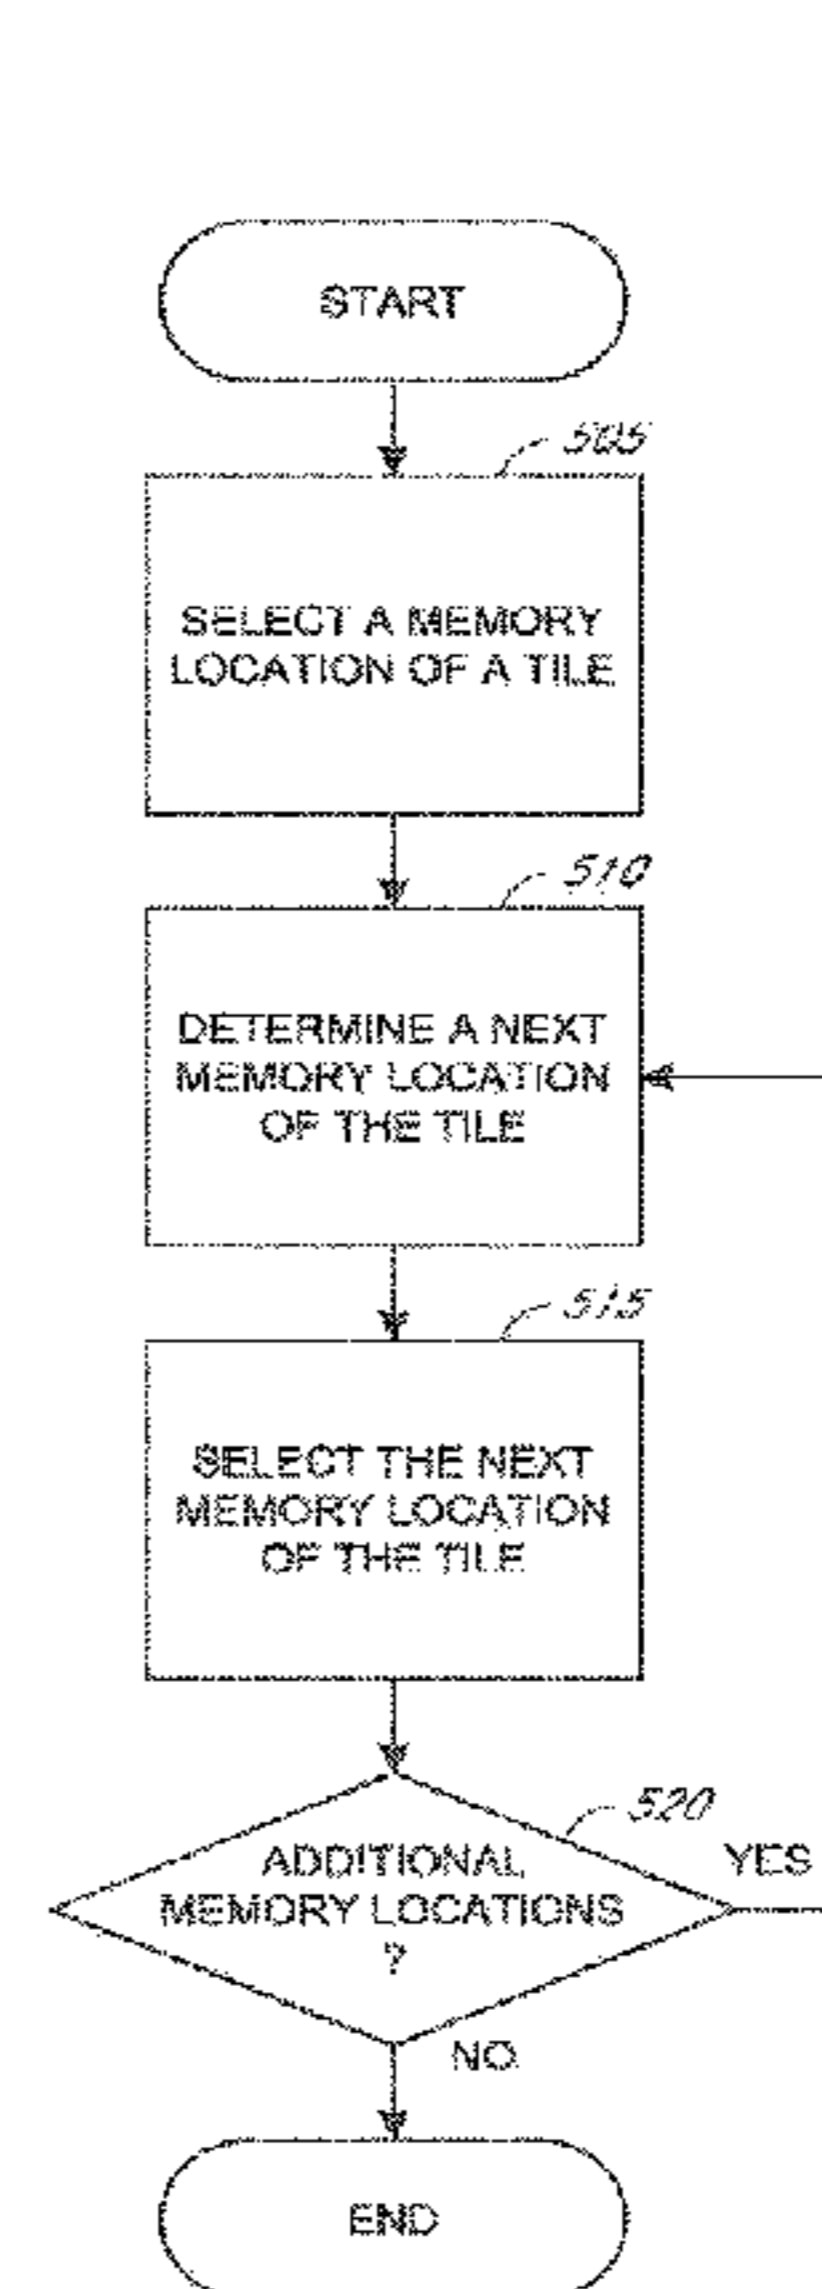 START
505
SELECT A MEMORY
LOCATION OF A TILE
510
DETERMINE A NEXT
MEMORY LOCATION
OF THE TILE
515
SELECT THE NEXT
MEMORY LOCATION
OF THE TILE
520
ADDITIONAL
MEMORY LOCATIONS
?
YES
NO
END